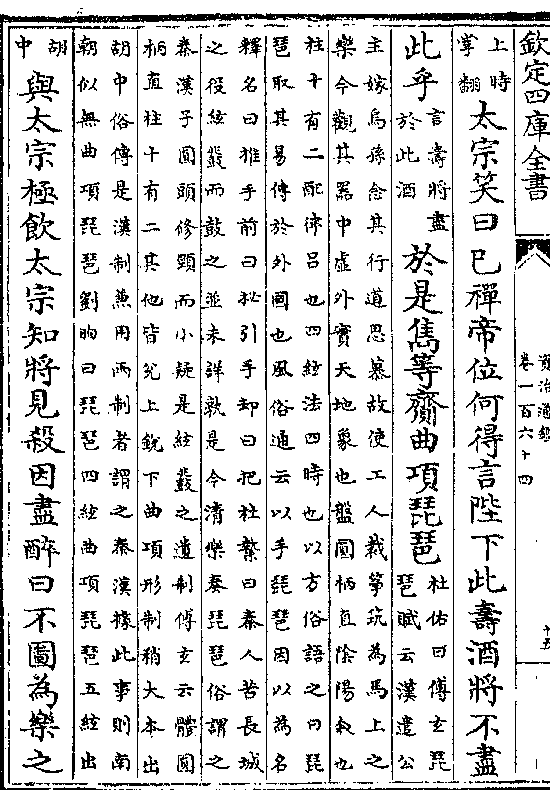 欽定四庫全書
資治通鑑
卷一百六十四
十五
上時
掌翻
太宗笑曰已禪帝位何得言陛下此壽酒將不盡
此乎
言壽將盡
於此酒
於是雋等齎曲項琵琶
杜佑曰傅玄琵
琶賦云漢遣公
主嫁烏孫念其行道思慕故使工人裁箏筑為馬上之
樂今觀其器中虛外實天地象也盤圓柄直陰陽敘也
柱十有二配律呂也四絃法四時也以方俗語之曰琵
琶取其易傳於外國也風俗通云以手琵琶因以為名
釋名曰推手前曰批引手却曰把杜摯曰秦人苦長城
之役絃鼗而鼓之並未詳孰是今清樂奏琵琶俗謂之
秦漢子圓頭修頸而小疑是絃鼗之遺制傅玄云體圓
柄直柱十有二其他皆兊上銳下曲項形制稍大本出
胡中俗傳是漢制兼用兩制者謂之秦漢據此事則南
朝似無曲項琵琶劉昫曰琵琶四絃曲項琵琶五絃出
胡
中
與太宗極飲太宗知將見殺因盡醉曰不圖為樂之